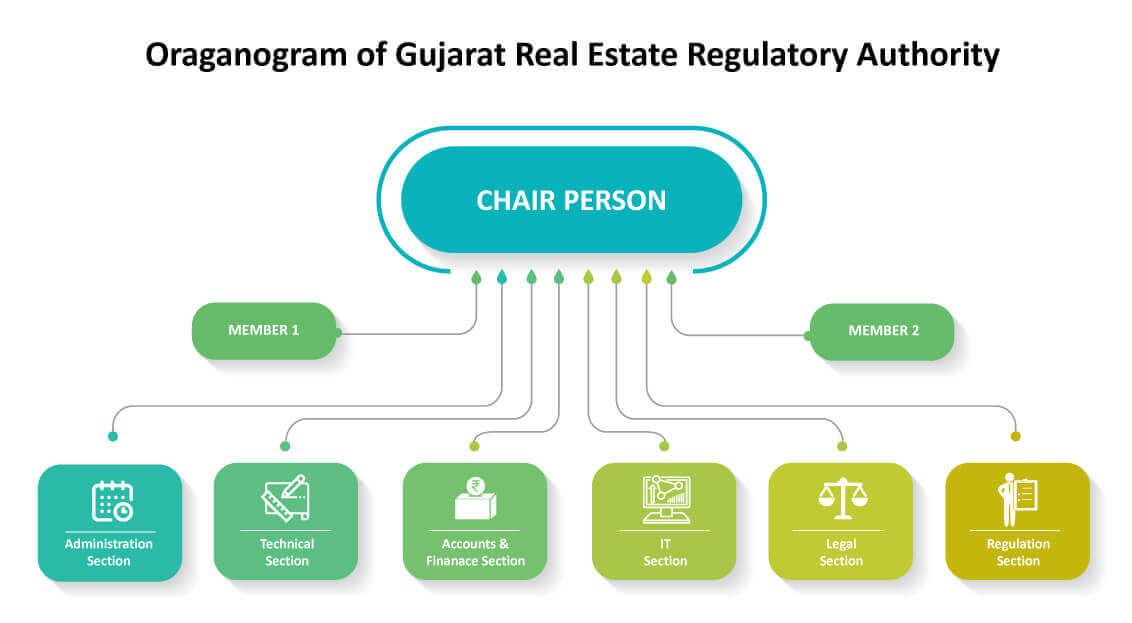 Oraganogram of Gujarat Real Estate Regulatory Authority
CHAIR PERSON
MEMBER 1
MEMBER 2
Administration
Section
Technical
Section
Accounts &
Finanace Section
IT
Section
Legal
Section
Regulation
Section